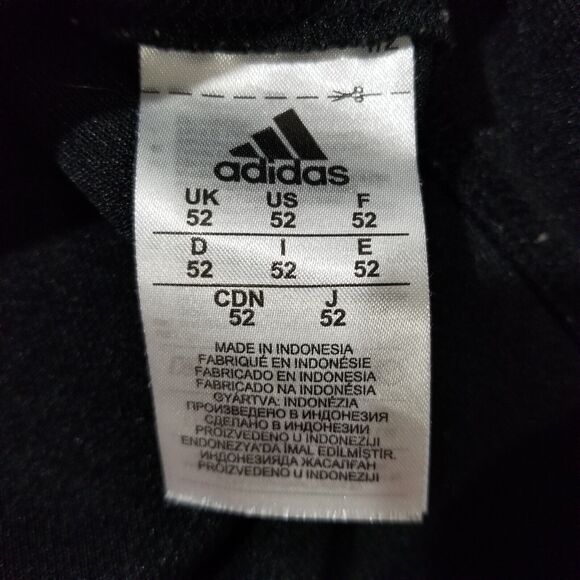 adidas
UK US F
52 52 52
D I E
52 52 52
CDN J
52 52
MADE IN INDONESIA
FABRIQUÉ EN INDONÉSIE
FABRICADO EN INDONESIA
FABRICADO NA INDONÉSIA
GYÁRTVA: INDONÉZIA
ПРОИЗВЕДЕНО В ИНДОНЕЗИЯ
СДЕЛАНО В ИНДОНЕЗИИ
PROIZVEDENO U INDONEZIJI
ENDONEZYA'DA İMAL EDİLMİŞTİR.
ИНДОНЕЗИЯДА ЖАСАЛҒАН
PROIZVEDENO U INDONEZIJI